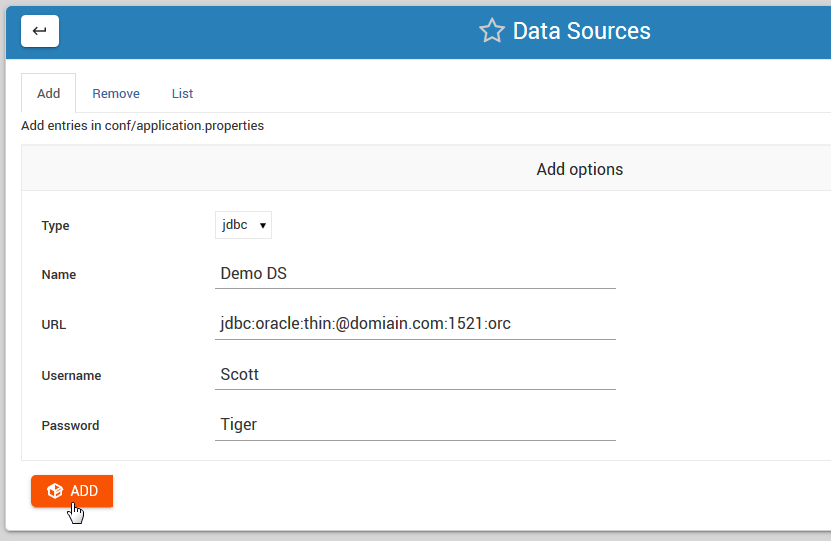 Data Sources
Add Remove List
Add entries in conf/application.properties
Add options
Type jdbc
Name Demo DS
URL jdbc:oracle:thin:@domiain.com:1521:orc
Username Scott
Password Tiger
ADD